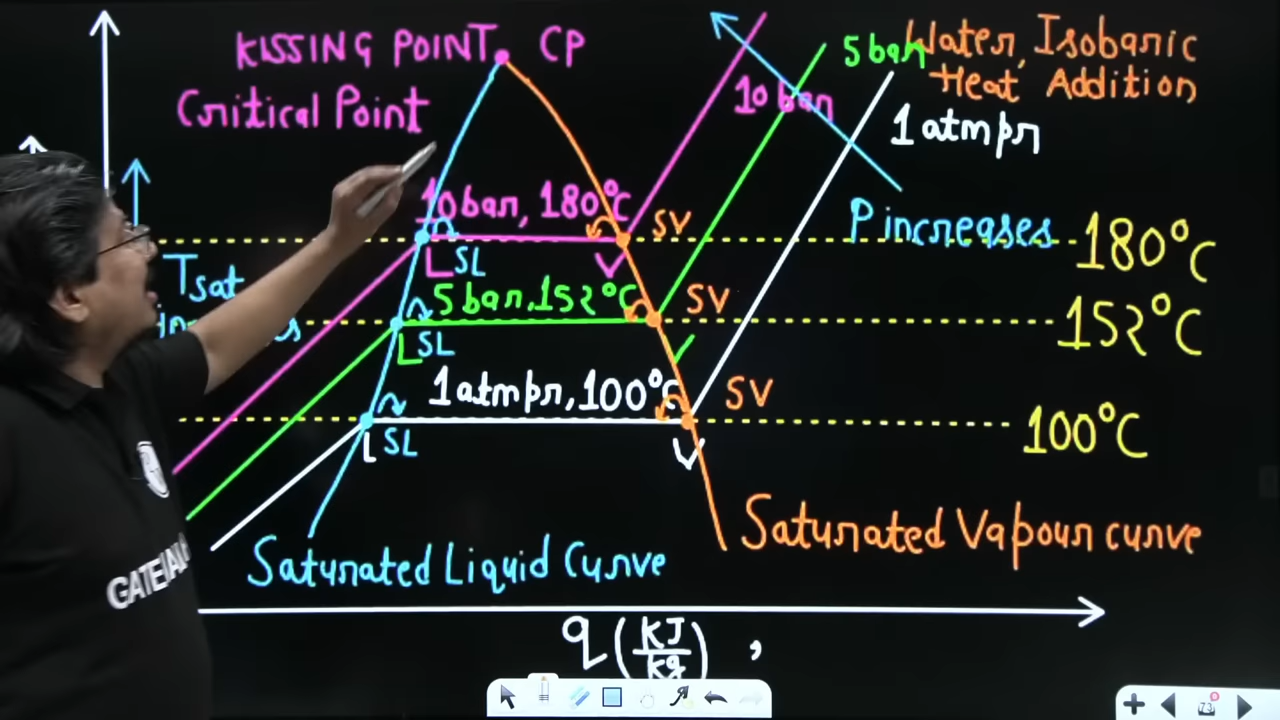 KISSING POINT CP
Critical Point
Water, Isobaric
Heat Addition
5 bar
10 bar
1 atm pr
P increases
10 bar, 180°C
SV
180°C
L SL
V
Tsat
5 bar, 152°C
SV
152°C
L SL
1 atm pr, 100°C
SV
100°C
L SL
V
Saturated Liquid Curve
Saturated Vapour curve
q (kJ/kg) ,
73